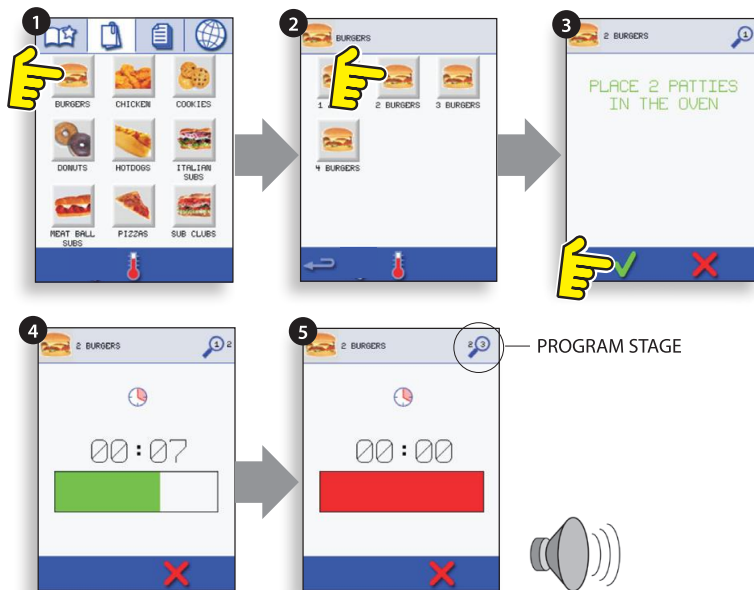 1
BURGERS
CHICKEN
COOKIES
DONUTS
HOTDOGS
ITALIAN
SUBS
MEAT BALL
SUBS
PIZZAS
SUB CLUBS
2
BURGERS
1
2 BURGERS
3 BURGERS
4 BURGERS
3
2 BURGERS
1
PLACE 2 PATTIES
IN THE OVEN
4
2 BURGERS
1 2
00:07
5
2 BURGERS
2 3
PROGRAM STAGE
00:00